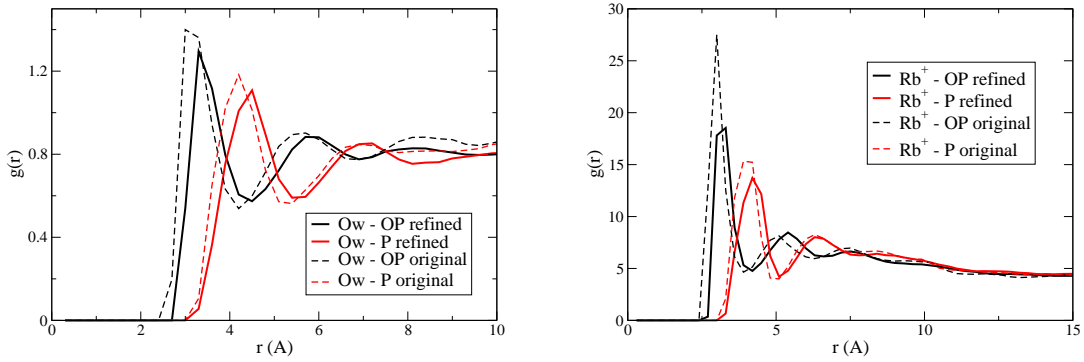 1.2
0.8
0.4
0
g(r)
0 2 4 6 8 10
r (A)
Ow - OP refined
Ow - P refined
Ow - OP original
Ow - P original
30
25
20
15
10
5
0
g(r)
0 5 10 15
r (A)
Rb+ - OP refined
Rb+ - P refined
Rb+ - OP original
Rb+ - P original